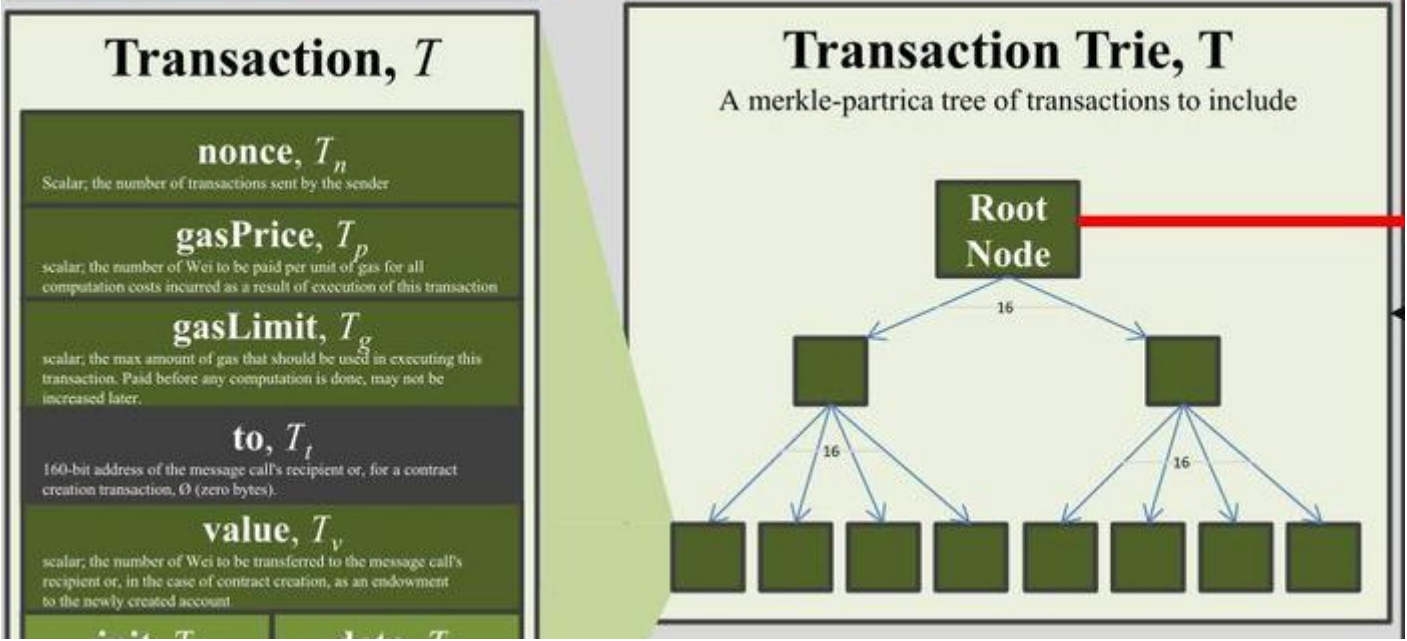 Transaction, T
nonce, Tn
Scalar; the number of transactions sent by the sender
gasPrice, Tp
scalar; the number of Wei to be paid per unit of gas for all
computation costs incurred as a result of execution of this transaction
gasLimit, Tg
scalar; the max amount of gas that should be used in executing this
transaction. Paid before any computation is done, may not be
increased later.
to, Tt
160-bit address of the message call's recipient or, for a contract
creation transaction, Ø (zero bytes).
value, Tv
scalar; the number of Wei to be transferred to the message call's
recipient or, in the case of contract creation, as an endowment
to the newly created account
Transaction Trie, T
A merkle-partrica tree of transactions to include
Root
Node
16
16
16